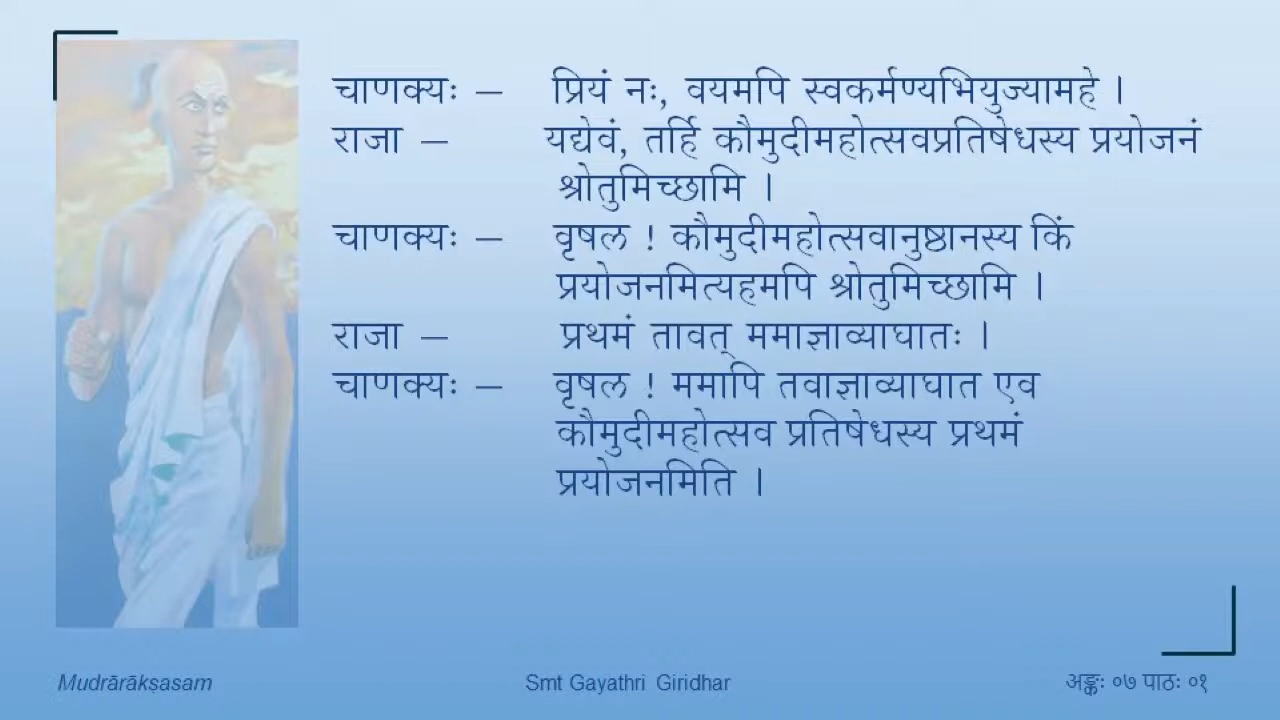 चाणक्यः – प्रियं नः, वयमपि स्वकर्मण्यभियुज्यामहे ।
राजा – यद्येवं, तर्हि कौमुदीमहोत्सवप्रतिषेधस्य प्रयोजनं
श्रोतुमिच्छामि ।
चाणक्यः – वृषल ! कौमुदीमहोत्सवानुष्ठानस्य किं
प्रयोजनमित्यहमपि श्रोतुमिच्छामि ।
राजा – प्रथमं तावत् ममाज्ञाव्याघातः ।
चाणक्यः – वृषल ! ममापि तवाज्ञाव्याघात एव
कौमुदीमहोत्सव प्रतिषेधस्य प्रथमं
प्रयोजनमिति ।
Mudrārākṣasam Smt Gayathri Giridhar अङ्कः ०७ पाठः ०१